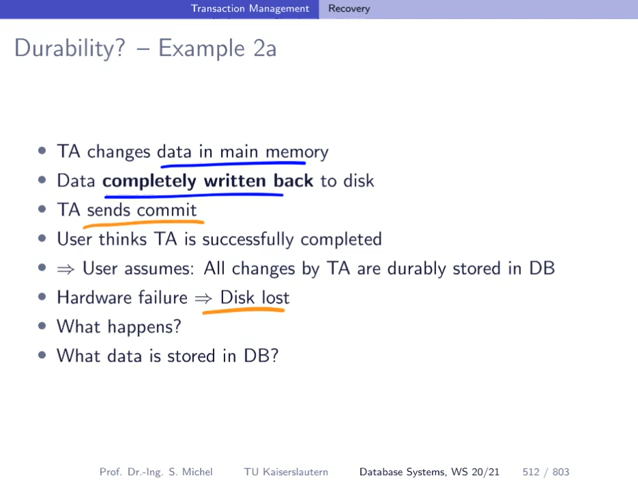 Transaction Management Recovery
Durability? – Example 2a
• TA changes data in main memory
• Data completely written back to disk
• TA sends commit
• User thinks TA is successfully completed
• ⇒ User assumes: All changes by TA are durably stored in DB
• Hardware failure ⇒ Disk lost
• What happens?
• What data is stored in DB?
Prof. Dr.-Ing. S. Michel TU Kaiserslautern Database Systems, WS 20/21 512 / 803